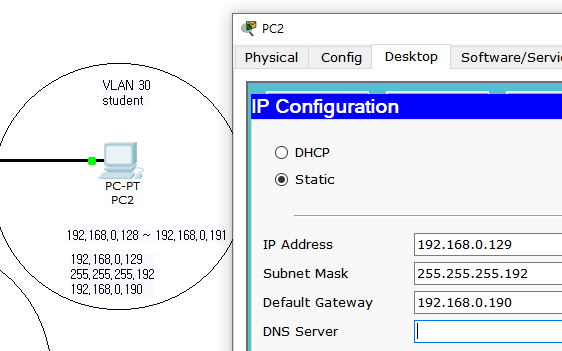 VLAN 30
student
PC-PT
PC2
192,168,0,128 ~ 192,168,0,191
192,168,0,129
255,255,255,192
192,168,0,190
PC2
Physical Config Desktop Software/Servi
IP Configuration
DHCP
Static
IP Address 192.168.0.129
Subnet Mask 255.255.255.192
Default Gateway 192.168.0.190
DNS Server